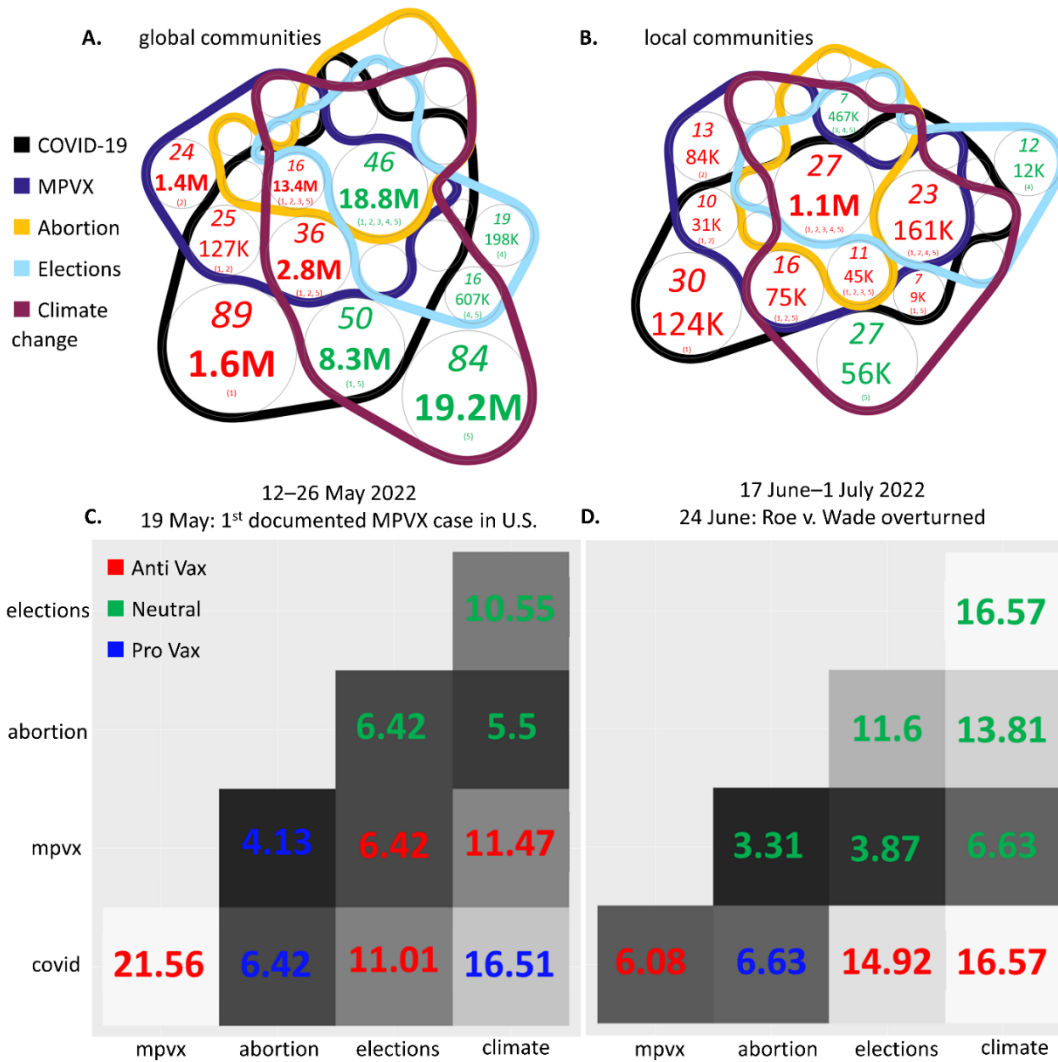 A. global communities
B. local communities
COVID-19
MPVX
Abortion
Elections
Climate
change
24
1.4M
(2)
16
13.4M
(1, 2, 3, 5)
46
18.8M
(1, 2, 3, 4, 5)
25
127K
(1, 2)
36
2.8M
(1, 2, 5)
19
198K
(4)
16
607K
(4, 5)
89
1.6M
(1)
50
8.3M
(1, 5)
84
19.2M
(5)
7
467K
(3, 4, 5)
13
84K
(2)
27
1.1M
(1, 2, 3, 4, 5)
12
12K
(4)
10
31K
(1, 2)
23
161K
(1, 2, 4, 5)
30
124K
(1)
16
75K
(1, 2, 5)
11
45K
(1, 2, 3, 5)
7
9K
(1, 5)
27
56K
(5)
12–26 May 2022
C. 19 May: 1st documented MPVX case in U.S.
17 June–1 July 2022
D. 24 June: Roe v. Wade overturned
Anti Vax
Neutral
Pro Vax
elections
10.55
16.57
abortion
6.42 5.5
11.6 13.81
mpvx
4.13 6.42 11.47
3.31 3.87 6.63
covid
21.56 6.42 11.01 16.51
6.08 6.63 14.92 16.57
mpvx abortion elections climate
mpvx abortion elections climate